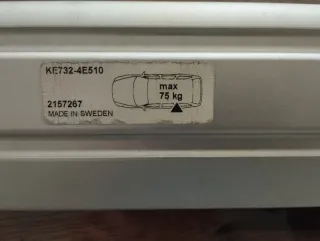 KE732-4E510
max
75 kg
2157267
MADE IN SWEDEN